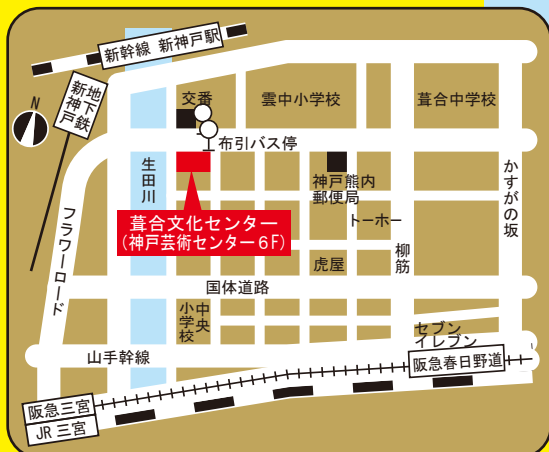 新幹線 新神戸駅
地下鉄
新神戸
N
交番
雲中小学校
葺合中学校
布引バス停
生田川
神戸熊内
郵便局
かすがの坂
葺合文化センター
(神戸芸術センター6F)
トーホー
フラワーロード
柳筋
虎屋
国体道路
中央
小学校
セブン
イレブン
山手幹線
阪急春日野道
阪急三宮
JR 三宮